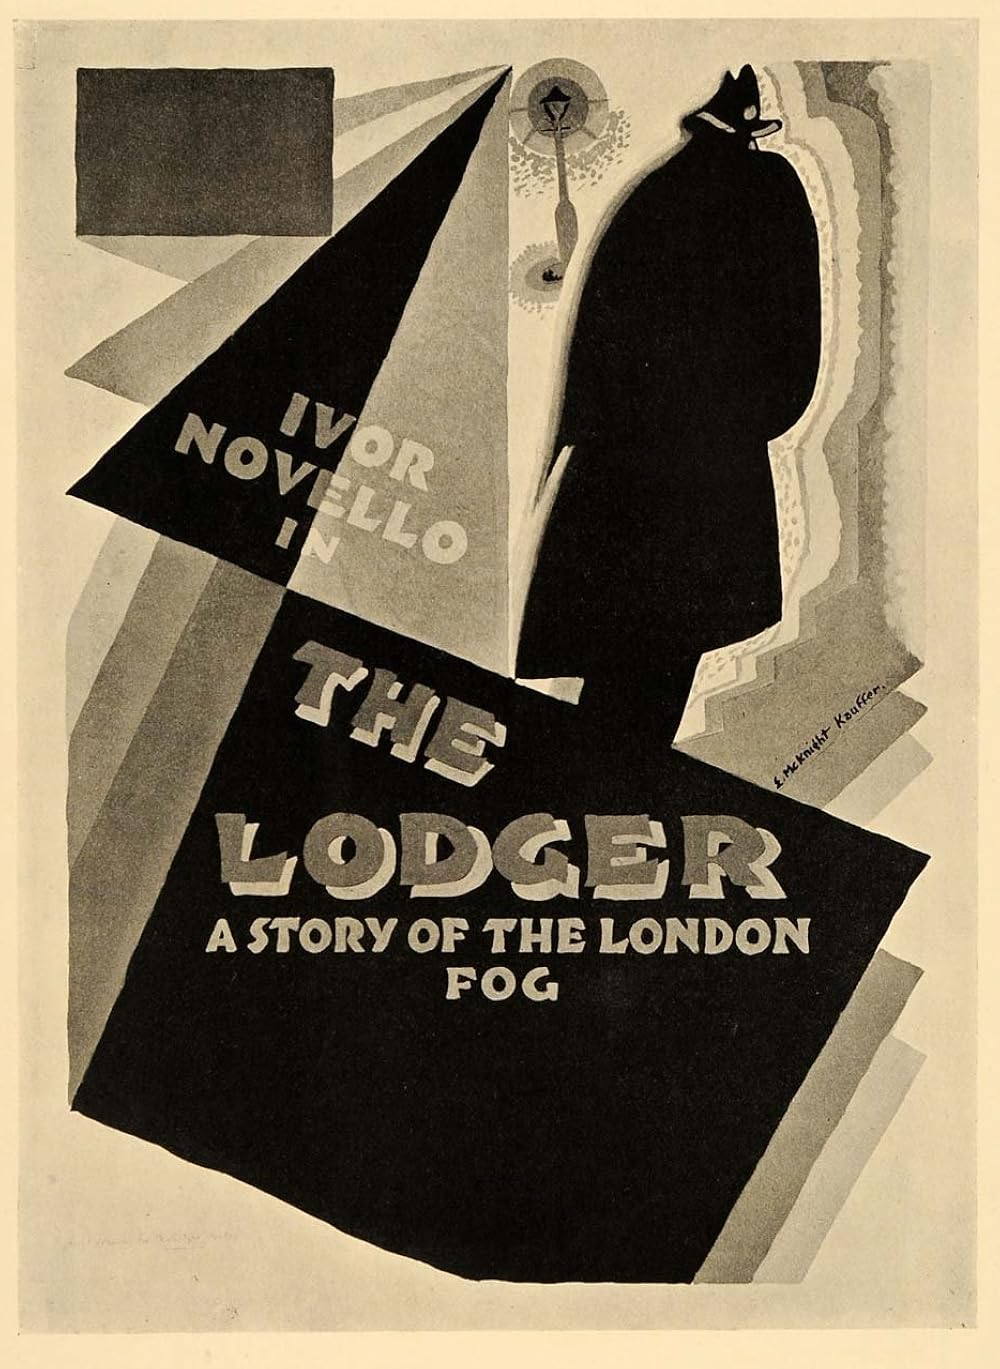 IVOR
NOVELLO
IN
THE
LODGER
A STORY OF THE LONDON
FOG
E. McKnight Kauffer.